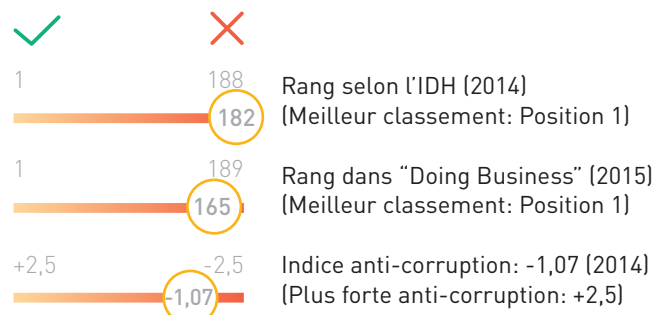 1 188
182
Rang selon l’IDH (2014)
(Meilleur classement: Position 1)
1 189
165
Rang dans “Doing Business” (2015)
(Meilleur classement: Position 1)
+2,5 -2,5
-1,07
Indice anti-corruption: -1,07 (2014)
(Plus forte anti-corruption: +2,5)